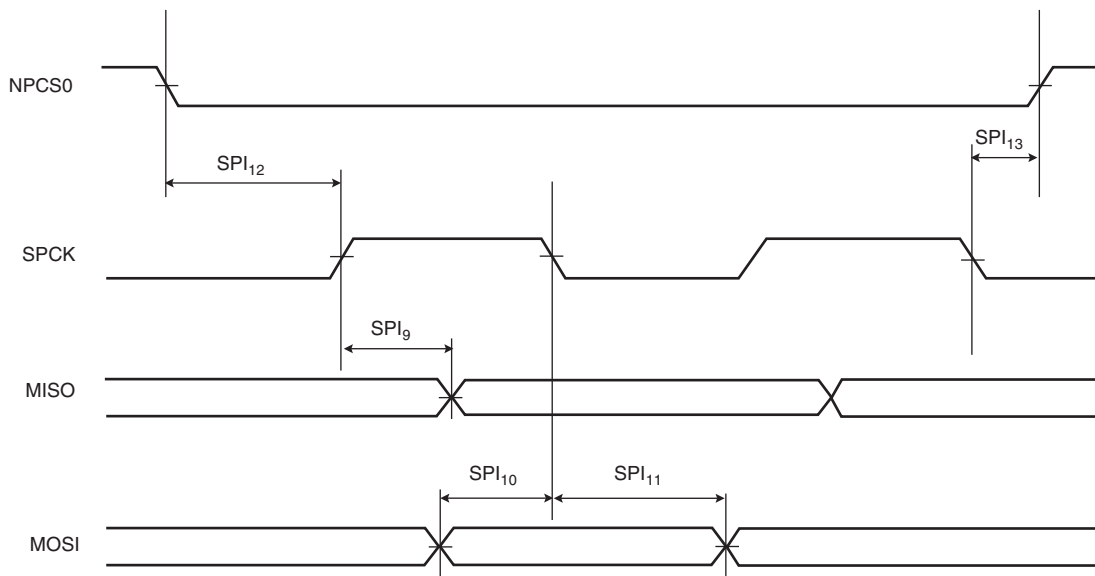 NPCS0
SPI₁₃
SPI₁₂
SPCK
SPI₉
MISO
SPI₁₀
SPI₁₁
MOSI